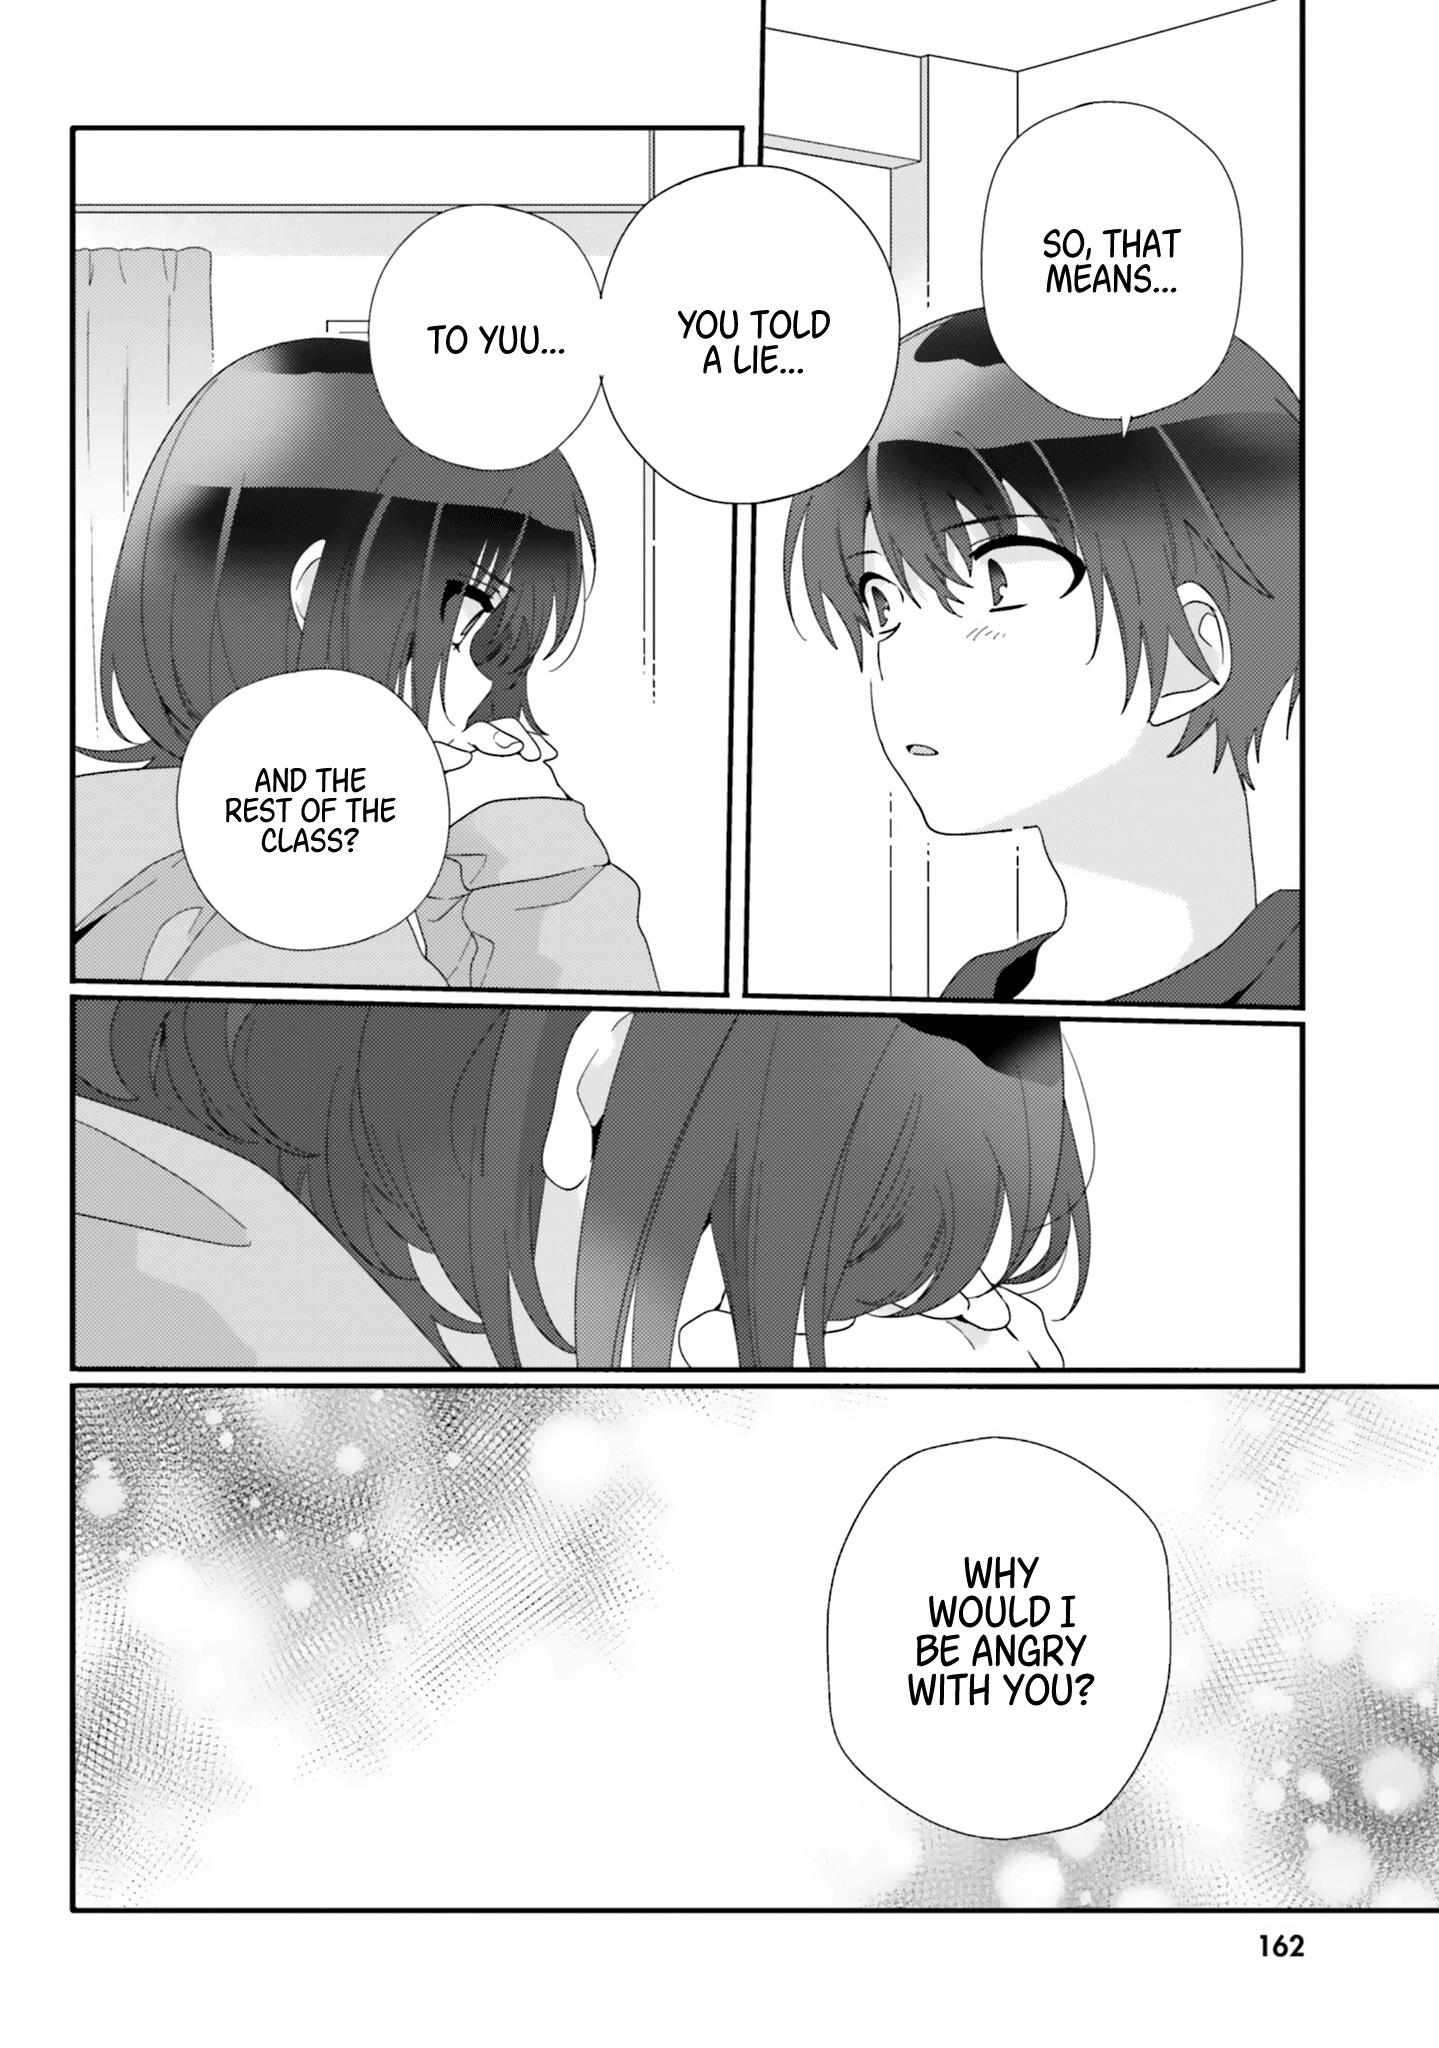 SO, THAT
MEANS...
YOU TOLD
A LIE...
TO YUU...
AND THE
REST OF THE
CLASS?
WHY
WOULD I
BE ANGRY
WITH YOU?
162